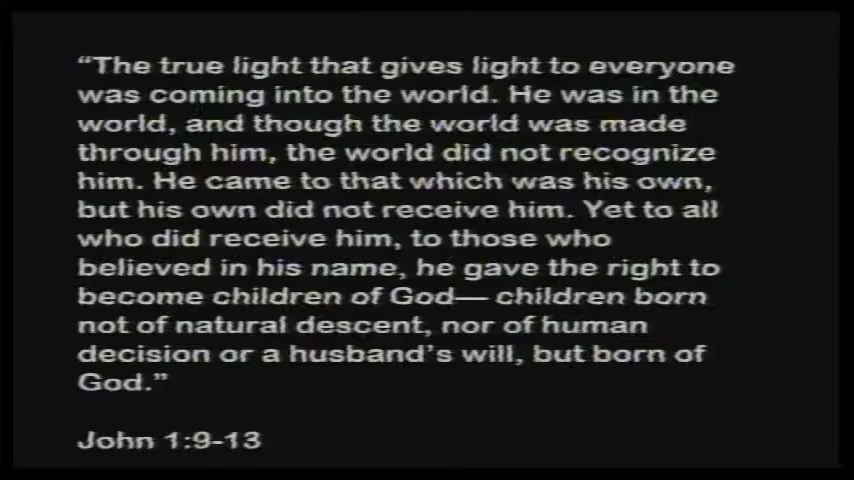 “The true light that gives light to everyone
was coming into the world. He was in the
world, and though the world was made
through him, the world did not recognize
him. He came to that which was his own,
but his own did not receive him. Yet to all
who did receive him, to those who
believed in his name, he gave the right to
become children of God— children born
not of natural descent, nor of human
decision or a husband’s will, but born of
God.”
John 1:9-13